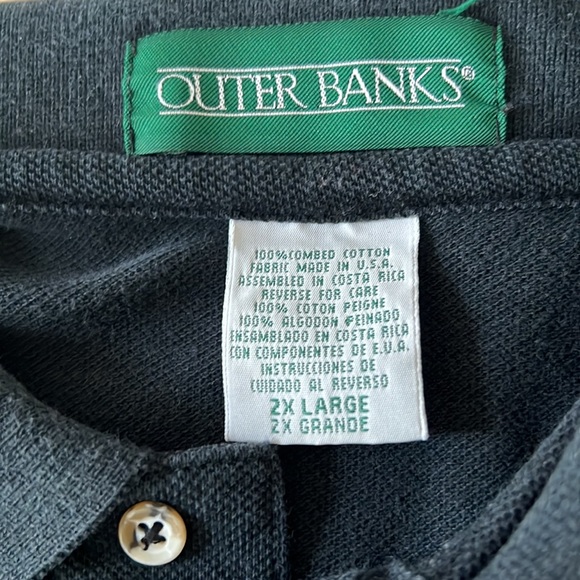 OUTER BANKS®
100% COMBED COTTON
FABRIC MADE IN U.S.A.
ASSEMBLED IN COSTA RICA
REVERSE FOR CARE
100% COTON PEIGNE
100% ALGODON PEINADO
ENSAMBLADO EN COSTA RICA
CON COMPONENTES DE E.U.A.
INSTRUCCIONES DE
CUIDADO AL REVERSO
2X LARGE
2X GRANDE